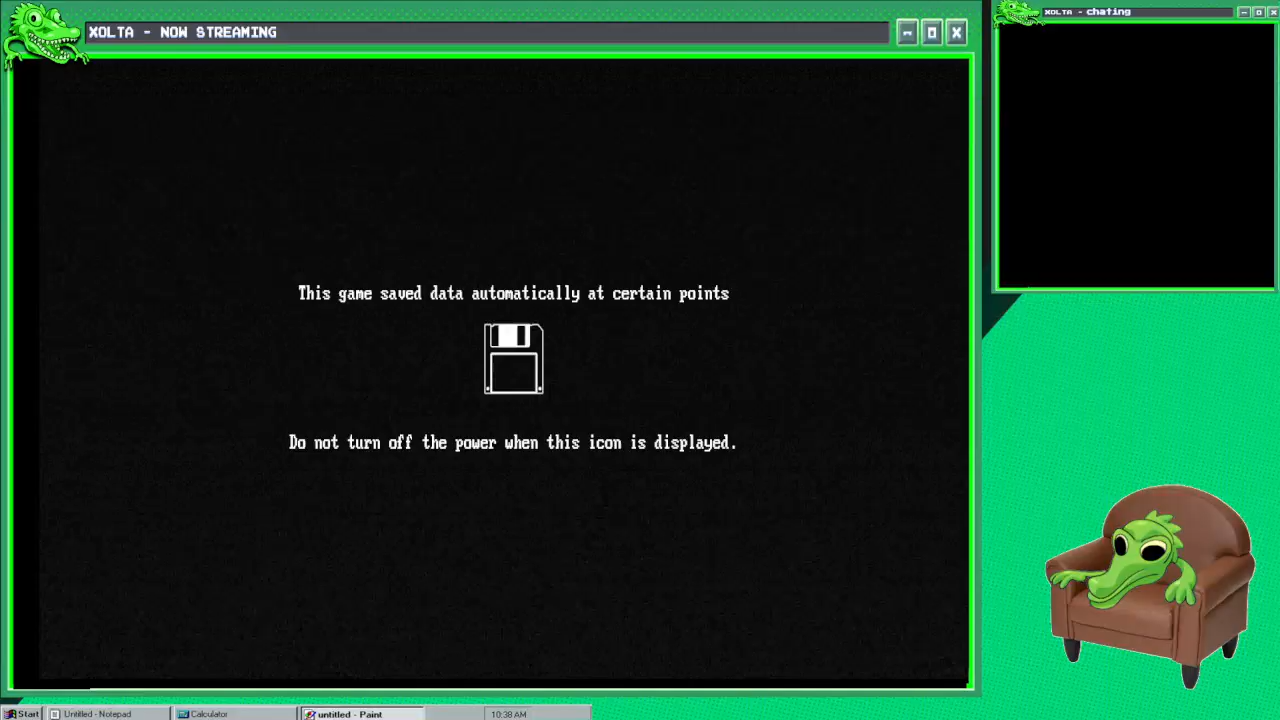 XOLTA - NOW STREAMING
XOLTA - chating
This game saved data automatically at certain points
Do not turn off the power when this icon is displayed.
Start
Untitled - Notepad
Calculator
untitled - Paint
10:38 AM